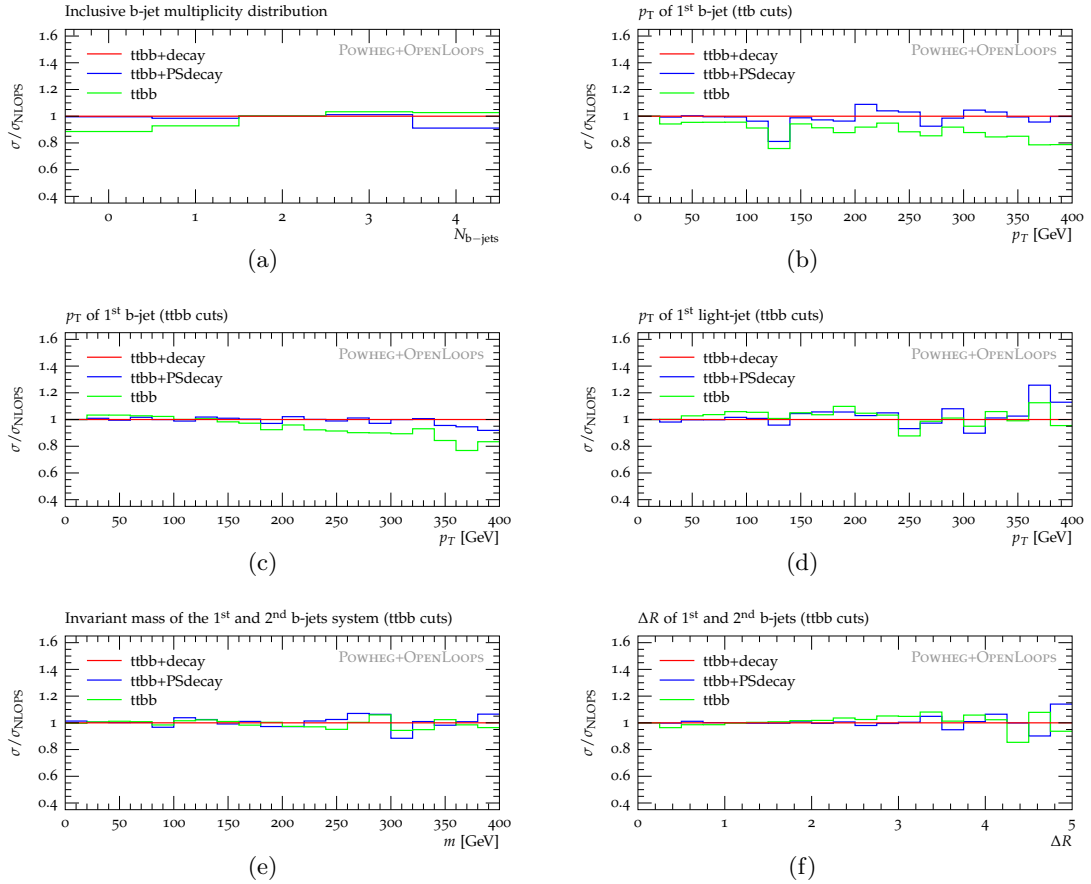 Inclusive b-jet multiplicity distribution
POWHEG+OPENLOOPS
ttbb+decay
ttbb+PSdecay
ttbb
σ/σNLOPS
1.6
1.4
1.2
1
0.8
0.6
0.4
0 1 2 3 4
Nb−jets
(a)
pT of 1st b-jet (ttb cuts)
POWHEG+OPENLOOPS
ttbb+decay
ttbb+PSdecay
ttbb
σ/σNLOPS
1.6
1.4
1.2
1
0.8
0.6
0.4
0 50 100 150 200 250 300 350 400
pT [GeV]
(b)
pT of 1st b-jet (ttbb cuts)
POWHEG+OPENLOOPS
ttbb+decay
ttbb+PSdecay
ttbb
σ/σNLOPS
1.6
1.4
1.2
1
0.8
0.6
0.4
0 50 100 150 200 250 300 350 400
pT [GeV]
(c)
pT of 1st light-jet (ttbb cuts)
POWHEG+OPENLOOPS
ttbb+decay
ttbb+PSdecay
ttbb
σ/σNLOPS
1.6
1.4
1.2
1
0.8
0.6
0.4
0 50 100 150 200 250 300 350 400
pT [GeV]
(d)
Invariant mass of the 1st and 2nd b-jets system (ttbb cuts)
POWHEG+OPENLOOPS
ttbb+decay
ttbb+PSdecay
ttbb
σ/σNLOPS
1.6
1.4
1.2
1
0.8
0.6
0.4
0 50 100 150 200 250 300 350 400
m [GeV]
(e)
ΔR of 1st and 2nd b-jets (ttbb cuts)
POWHEG+OPENLOOPS
ttbb+decay
ttbb+PSdecay
ttbb
σ/σNLOPS
1.6
1.4
1.2
1
0.8
0.6
0.4
0 1 2 3 4 5
ΔR
(f)